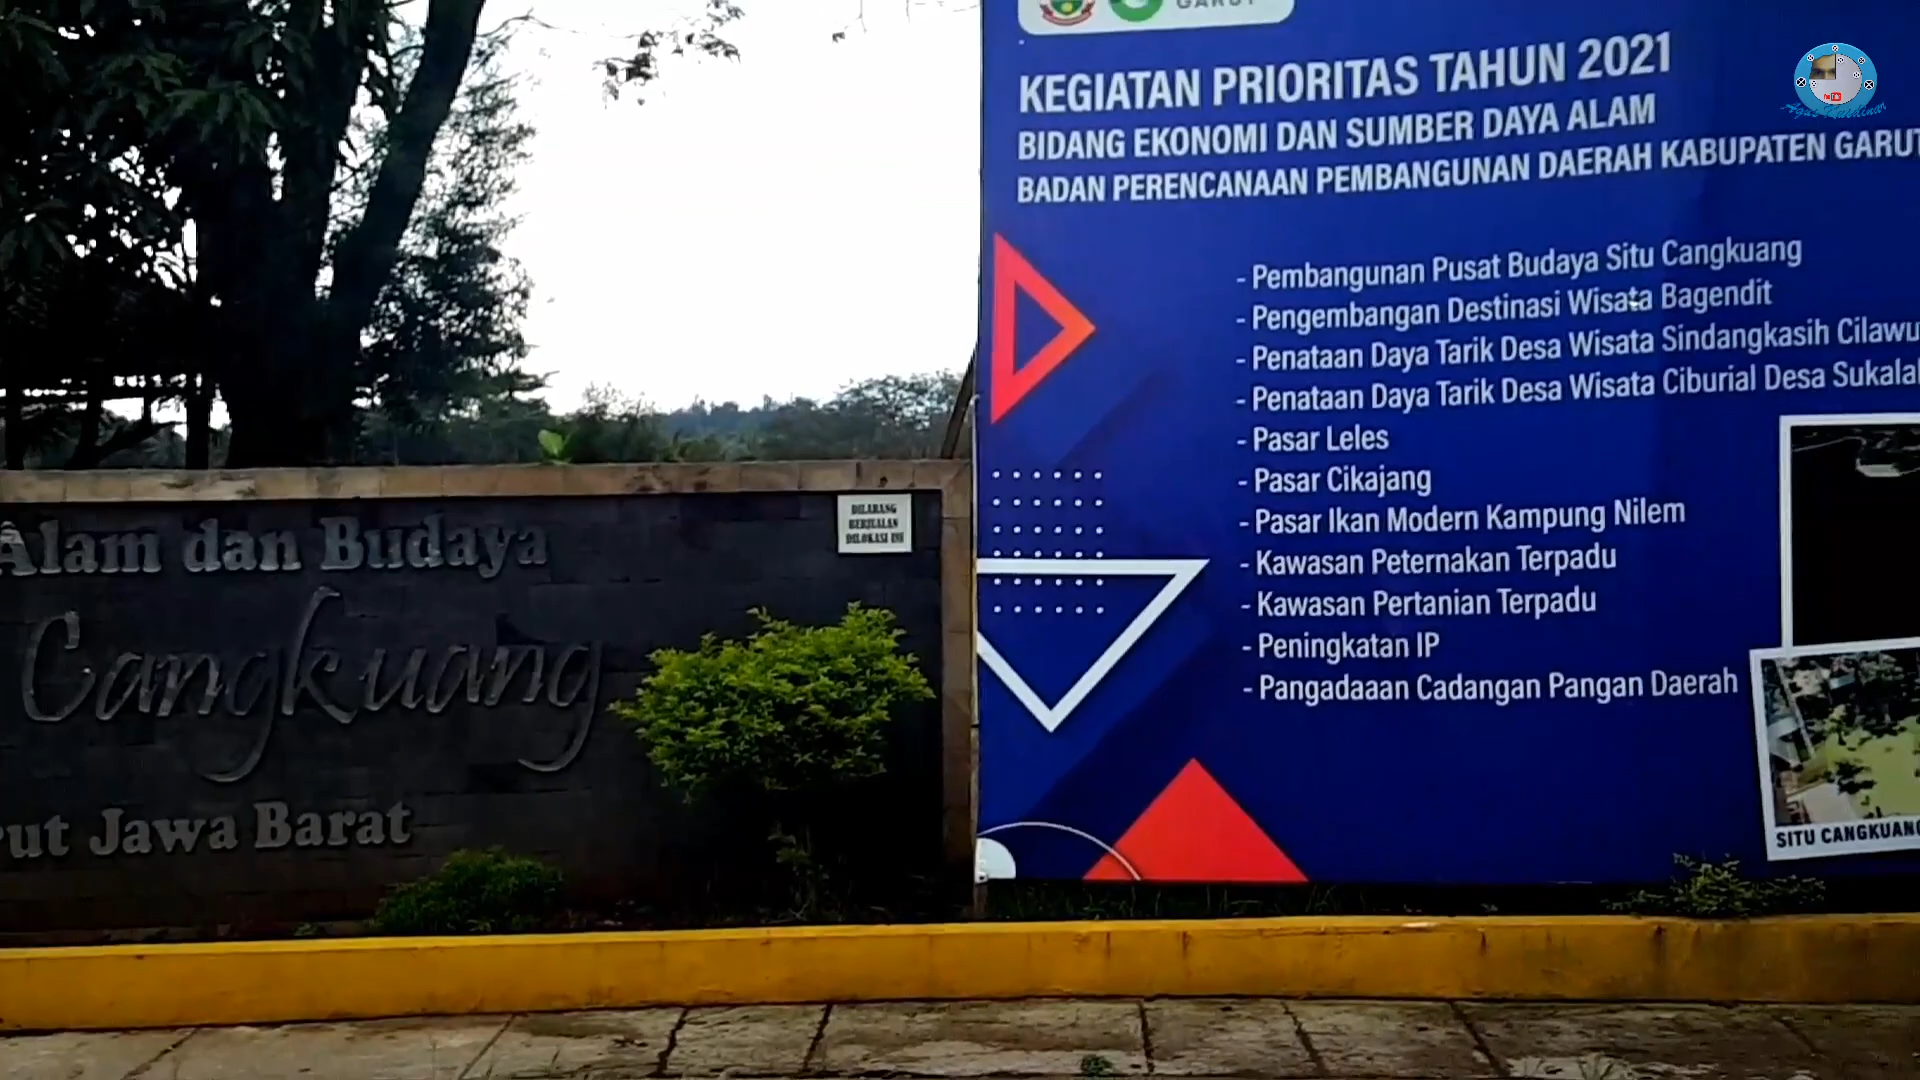 Alam dan Budaya
Cangkuang
rut Jawa Barat
DILARANG
BERJUALAN
DILOKASI INI
GARUT
KEGIATAN PRIORITAS TAHUN 2021
BIDANG EKONOMI DAN SUMBER DAYA ALAM
BADAN PERENCANAAN PEMBANGUNAN DAERAH KABUPATEN GARUT
- Pembangunan Pusat Budaya Situ Cangkuang
- Pengembangan Destinasi Wisata Bagendit
- Penataan Daya Tarik Desa Wisata Sindangkasih Cilawu
- Penataan Daya Tarik Desa Wisata Ciburial Desa Sukalak
- Pasar Leles
- Pasar Cikajang
- Pasar Ikan Modern Kampung Nilem
- Kawasan Peternakan Terpadu
- Kawasan Pertanian Terpadu
- Peningkatan IP
- Pangadaaan Cadangan Pangan Daerah
SITU CANGKUANG